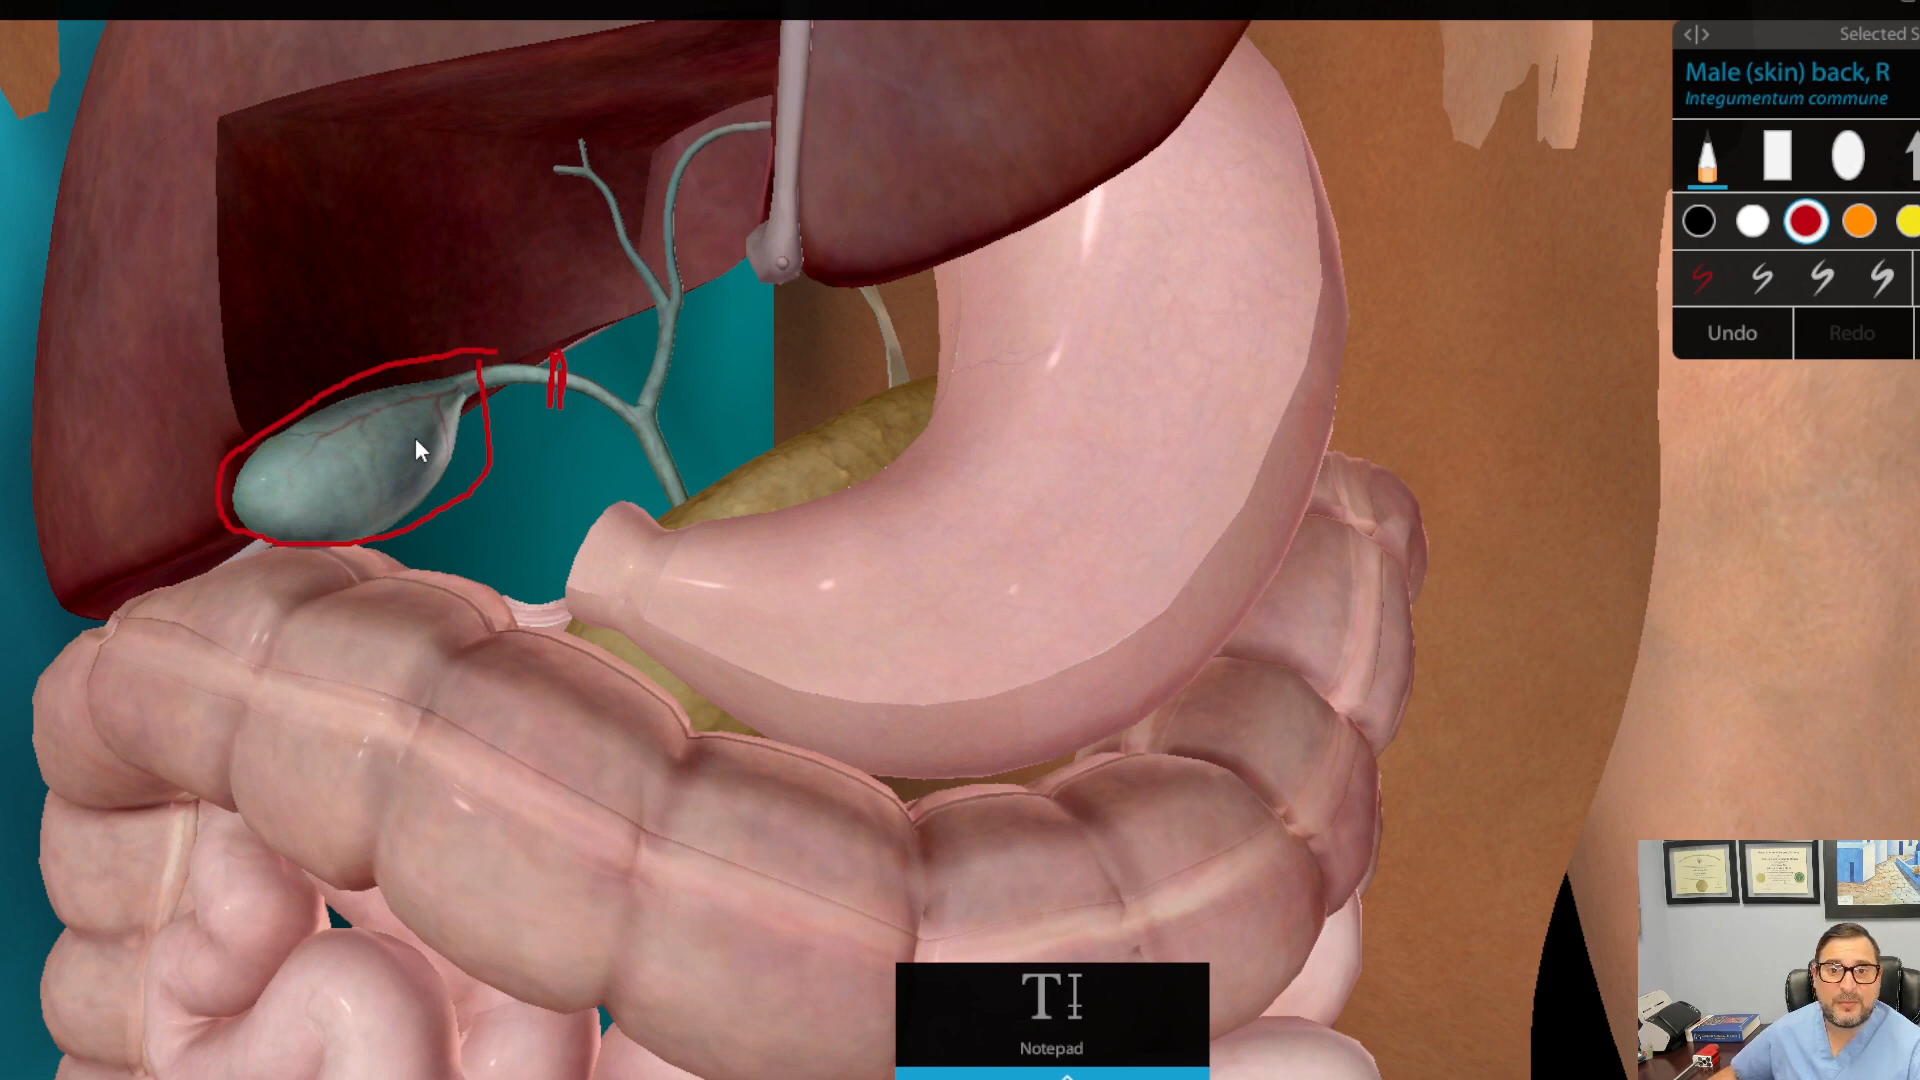 Selected S
Male (skin) back, R
Integumentum commune
Undo
Redo
Notepad